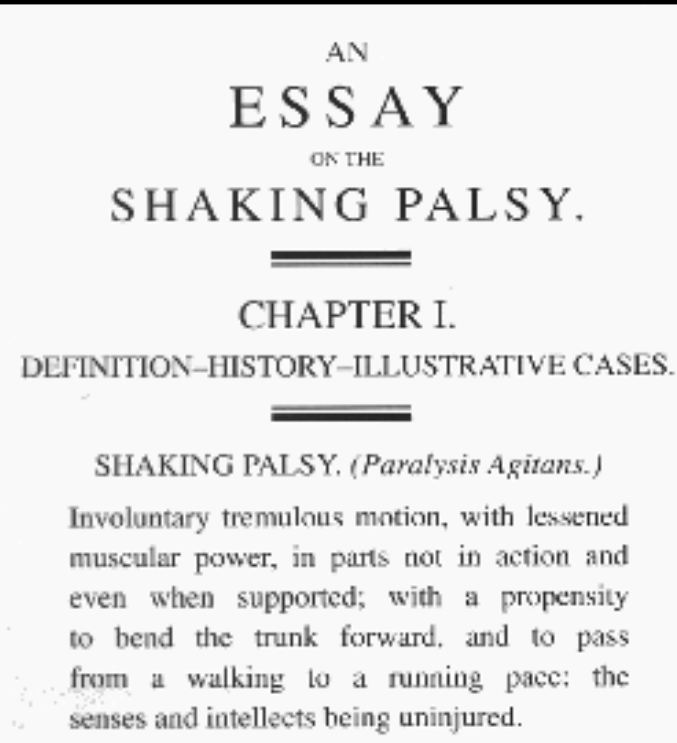 AN
ESSAY
ON THE
SHAKING PALSY.
CHAPTER I.
DEFINITION–HISTORY–ILLUSTRATIVE CASES.
SHAKING PALSY. (Paralysis Agitans.)
Involuntary tremulous motion, with lessened
muscular power, in parts not in action and
even when supported; with a propensity
to bend the trunk forward, and to pass
from a walking to a running pace: the
senses and intellects being uninjured.